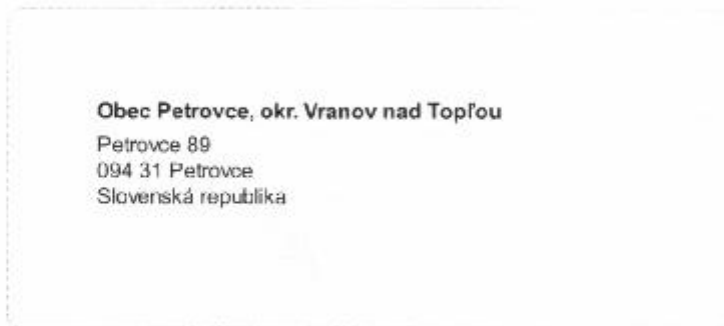 Obec Petrovce, okr. Vranov nad Topľou
Petrovce 89
094 31 Petrovce
Slovenská republika